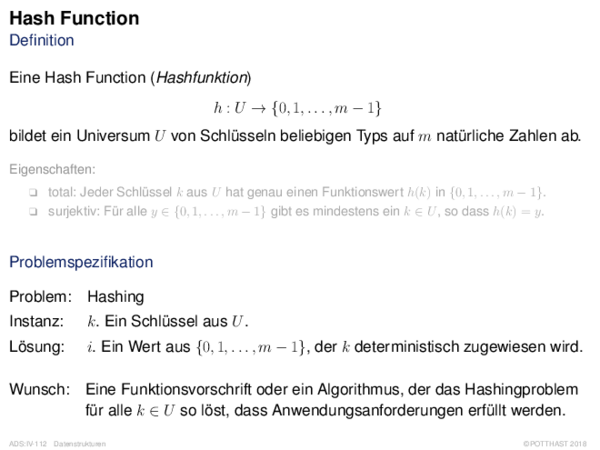 Hash Function
Definition
Eine Hash Function (Hashfunktion)
h : U → {0, 1, . . . , m − 1}
bildet ein Universum U von Schlüsseln beliebigen Typs auf m natürliche Zahlen ab.
Eigenschaften:
❑ total: Jeder Schlüssel k aus U hat genau einen Funktionswert h(k) in {0, 1, . . . , m − 1}.
❑ surjektiv: Für alle y ∈ {0, 1, . . . , m − 1} gibt es mindestens ein k ∈ U, so dass h(k) = y.
Problemspezifikation
Problem: Hashing
Instanz: k. Ein Schlüssel aus U.
Lösung: i. Ein Wert aus {0, 1, . . . , m − 1}, der k deterministisch zugewiesen wird.
Wunsch: Eine Funktionsvorschrift oder ein Algorithmus, der das Hashingproblem
für alle k ∈ U so löst, dass Anwendungsanforderungen erfüllt werden.
ADS:IV-112 Datenstrukturen ©POTTHAST 2018